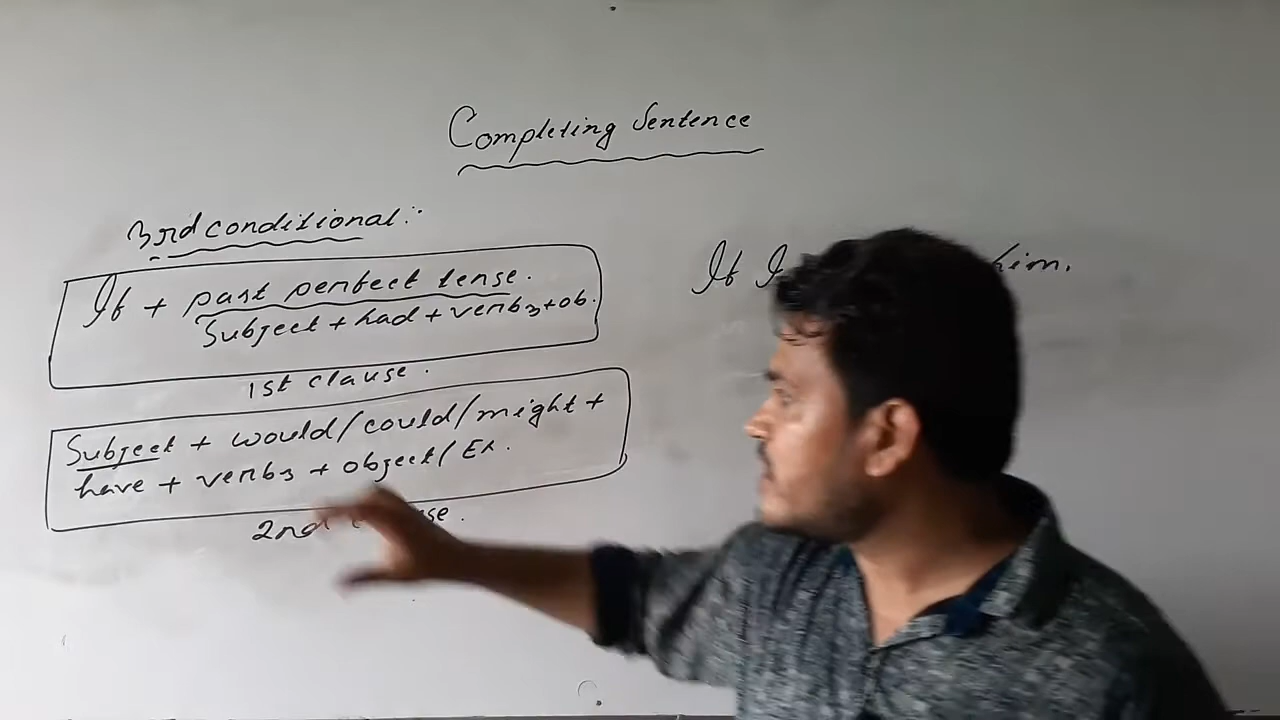 Completing Sentence
3rd conditional:
If + past perfect tense.
Subject + had + verb3 + ob.
1st clause.
Subject + would/could/might +
have + verb3 + object/Ex.
2nd
If I him.